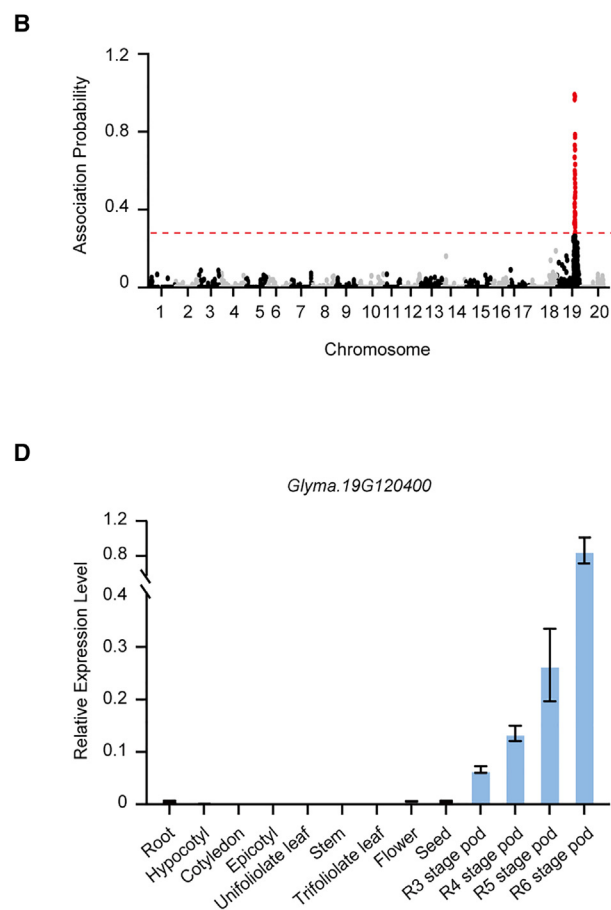 B
Association Probability
1.2
0.8
0.4
0
1 2 3 4 5 6 7 8 9 10 11 12 13 14 15 16 17 18 19 20
Chromosome
D
Glyma.19G120400
Relative Expression Level
1.2
0.8
0.4
0.3
0.2
0.1
0
Root
Hypocotyl
Cotyledon
Epicotyl
Unifoliolate leaf
Stem
Trifoliolate leaf
Flower
Seed
R3 stage pod
R4 stage pod
R5 stage pod
R6 stage pod